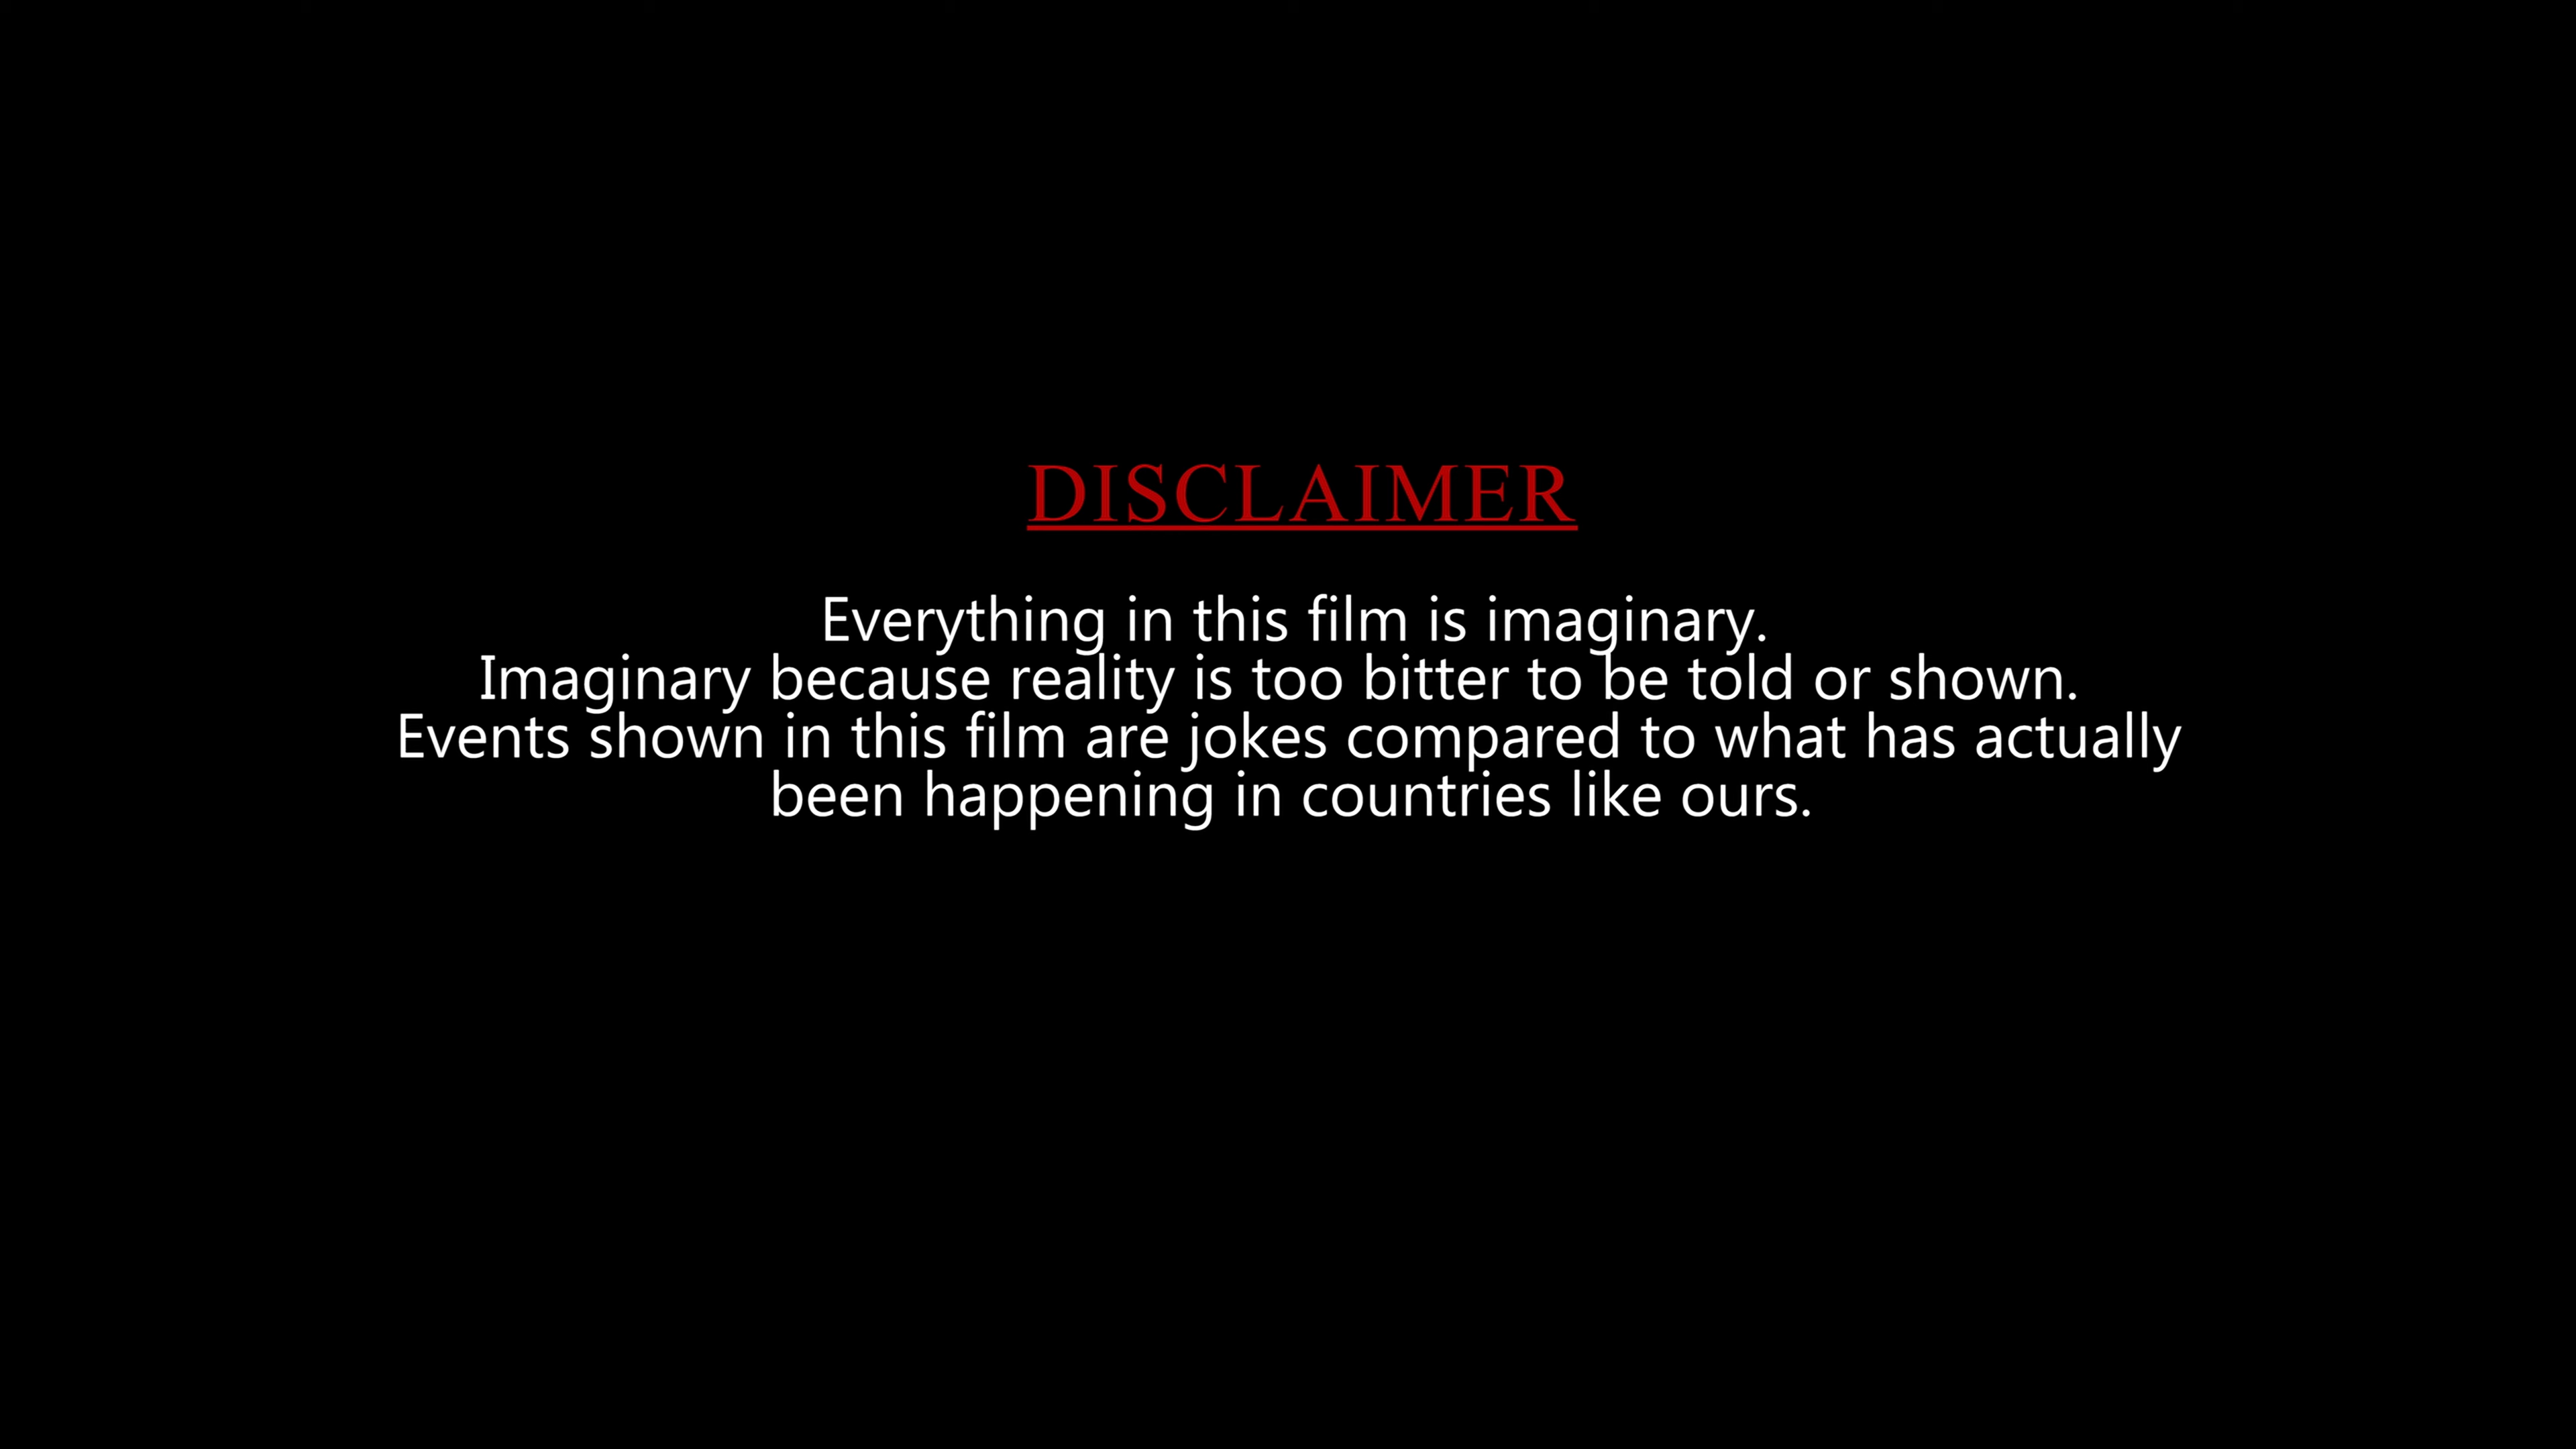 DISCLAIMER
Everything in this film is imaginary.
Imaginary because reality is too bitter to be told or shown.
Events shown in this film are jokes compared to what has actually
been happening in countries like ours.